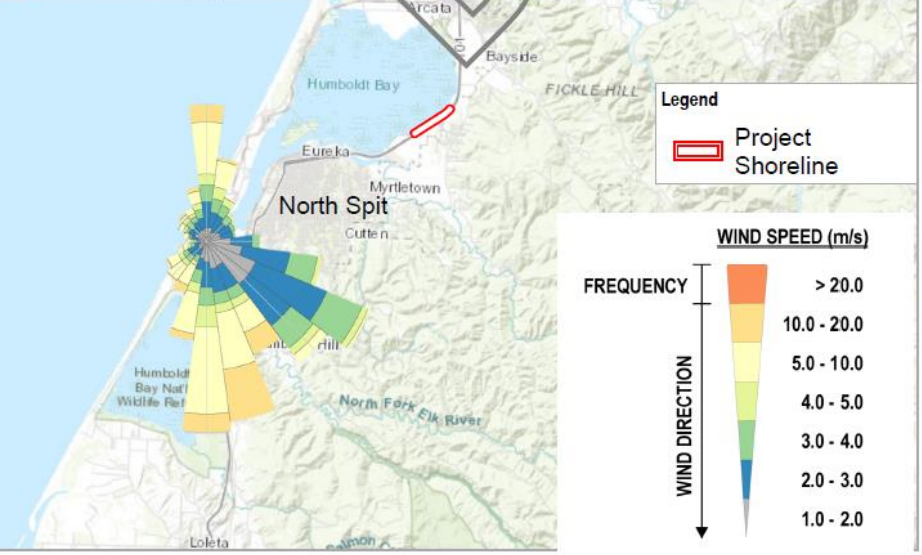 Arcata
101
Bayside
Humboldt Bay
FICKLE HILL
Legend
Project
Shoreline
Eureka
Myrtletown
North Spit
Cutten
WIND SPEED (m/s)
FREQUENCY
> 20.0
10.0 - 20.0
5.0 - 10.0
4.0 - 5.0
3.0 - 4.0
2.0 - 3.0
1.0 - 2.0
WIND DIRECTION
Hill
Humboldt
Bay Nat'l
Wildlife Ref
North Fork Elk River
Loleta
Salmon